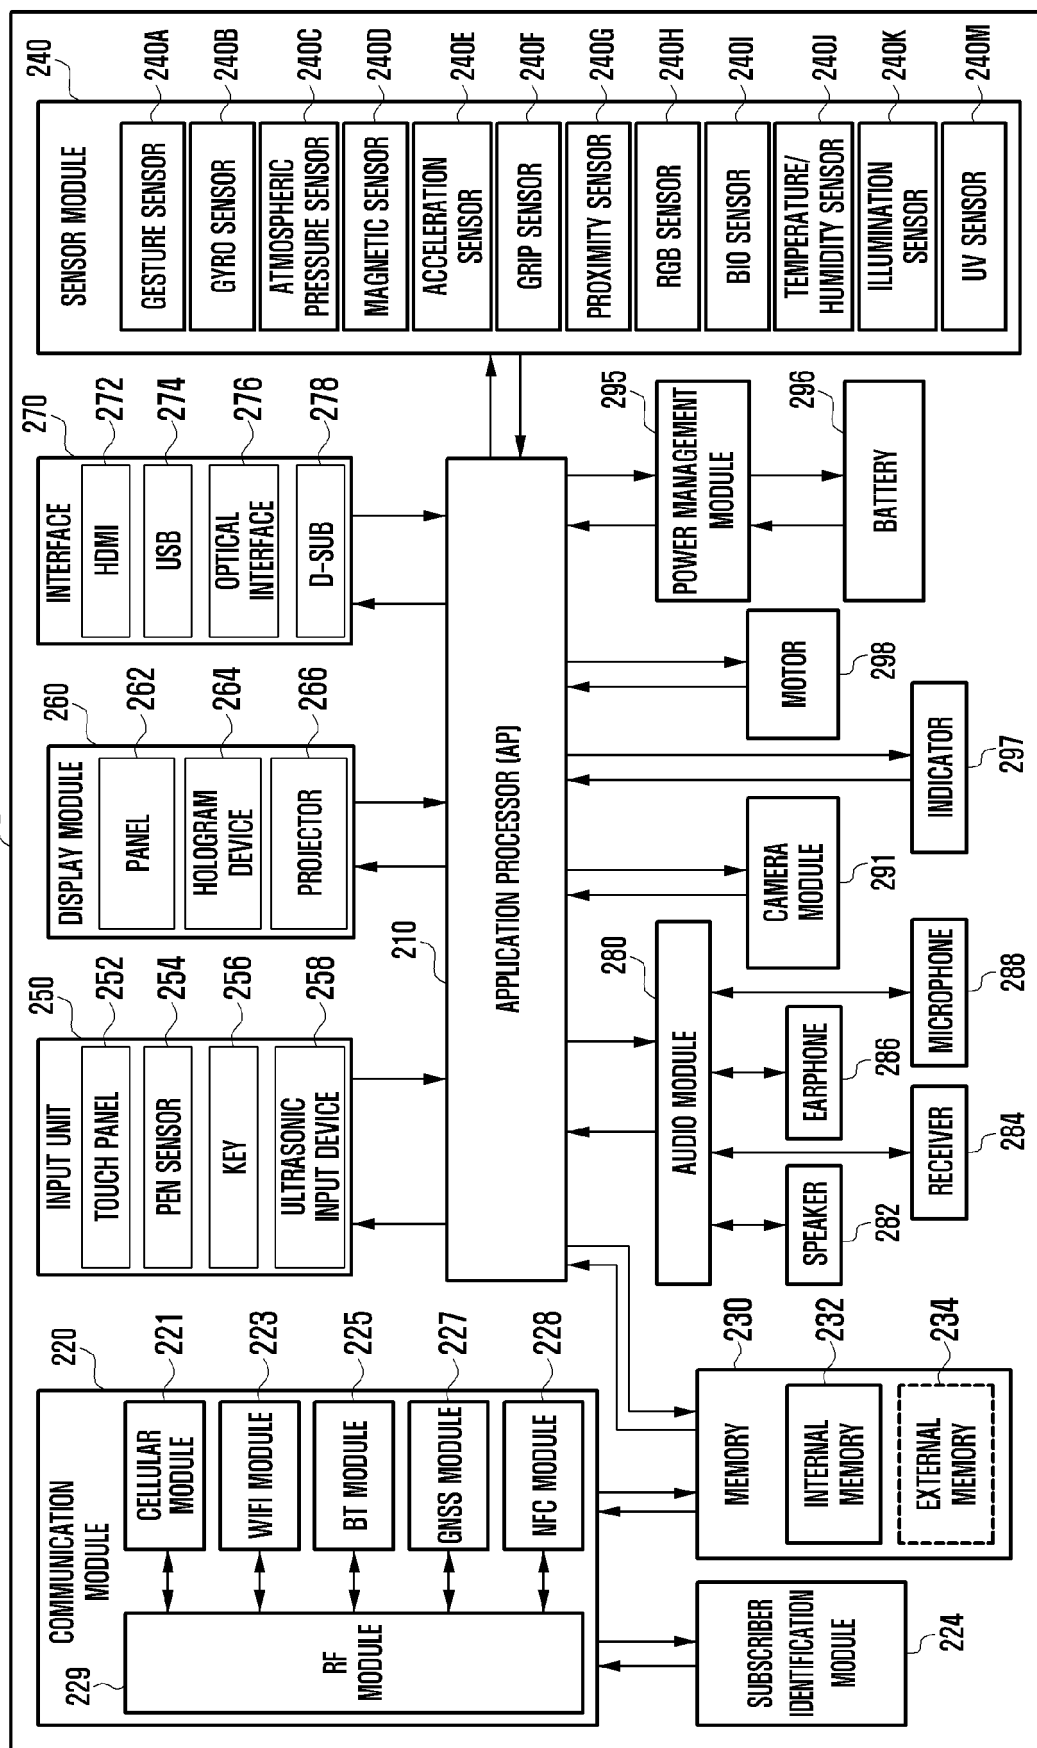 COMMUNICATION
MODULE
220
CELLULAR
MODULE
221
WIFI MODULE
223
BT MODULE
225
GNSS MODULE
227
NFC MODULE
228
RF
MODULE
229
SUBSCRIBER
IDENTIFICATION
MODULE
224
MEMORY
230
INTERNAL
MEMORY
232
EXTERNAL
MEMORY
234
INPUT UNIT
250
TOUCH PANEL
252
PEN SENSOR
254
KEY
256
ULTRASONIC
INPUT DEVICE
258
DISPLAY MODULE
260
PANEL
262
HOLOGRAM
DEVICE
264
PROJECTOR
266
INTERFACE
270
HDMI
272
USB
274
OPTICAL
INTERFACE
276
D-SUB
278
210
APPLICATION PROCESSOR (AP)
AUDIO MODULE
280
SPEAKER
282
RECEIVER
284
EARPHONE
286
MICROPHONE
288
CAMERA
MODULE
291
INDICATOR
297
MOTOR
298
POWER MANAGEMENT
MODULE
295
BATTERY
296
SENSOR MODULE
240
GESTURE SENSOR
240A
GYRO SENSOR
240B
ATMOSPHERIC
PRESSURE SENSOR
240C
MAGNETIC SENSOR
240D
ACCELERATION
SENSOR
240E
GRIP SENSOR
240F
PROXIMITY SENSOR
240G
RGB SENSOR
240H
BIO SENSOR
240I
TEMPERATURE/
HUMIDITY SENSOR
240J
ILLUMINATION
SENSOR
240K
UV SENSOR
240M